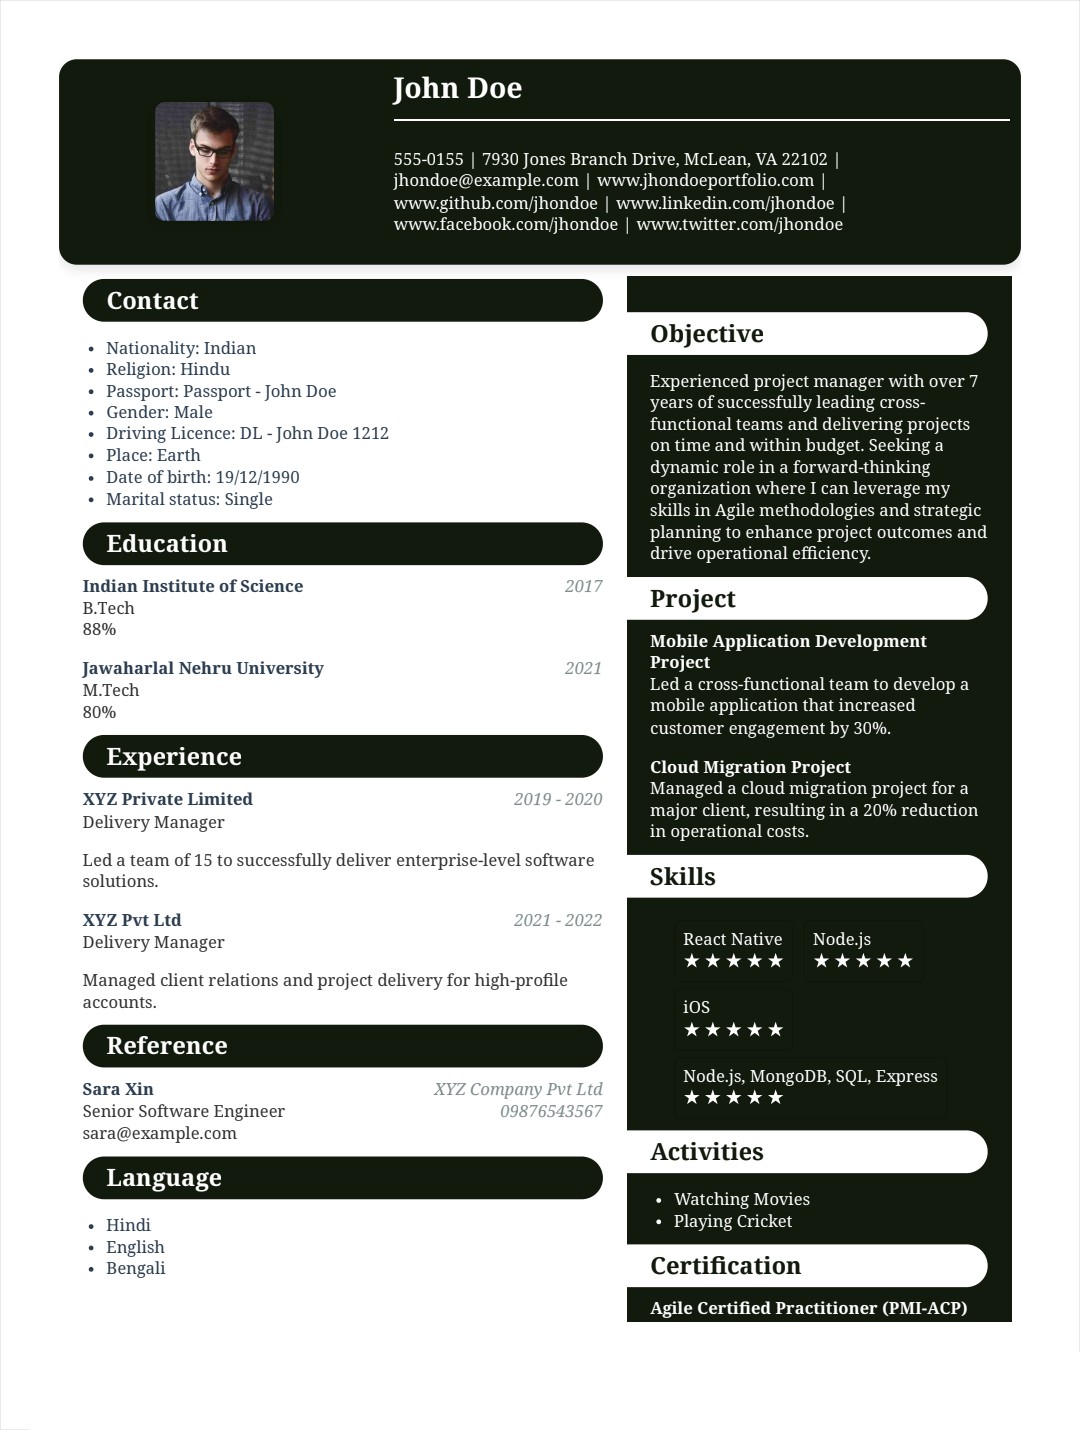 John Doe
555-0155 | 7930 Jones Branch Drive, McLean, VA 22102 |
jhondoe@example.com | www.jhondoeportfolio.com |
www.github.com/jhondoe | www.linkedin.com/jhondoe |
www.facebook.com/jhondoe | www.twitter.com/jhondoe
Contact
• Nationality: Indian
• Religion: Hindu
• Passport: Passport - John Doe
• Gender: Male
• Driving Licence: DL - John Doe 1212
• Place: Earth
• Date of birth: 19/12/1990
• Marital status: Single
Education
Indian Institute of Science 2017
B.Tech
88%
Jawaharlal Nehru University 2021
M.Tech
80%
Experience
XYZ Private Limited 2019 - 2020
Delivery Manager
Led a team of 15 to successfully deliver enterprise-level software
solutions.
XYZ Pvt Ltd 2021 - 2022
Delivery Manager
Managed client relations and project delivery for high-profile
accounts.
Reference
Sara Xin XYZ Company Pvt Ltd
Senior Software Engineer 09876543567
sara@example.com
Language
• Hindi
• English
• Bengali
Objective
Experienced project manager with over 7
years of successfully leading cross-
functional teams and delivering projects
on time and within budget. Seeking a
dynamic role in a forward-thinking
organization where I can leverage my
skills in Agile methodologies and strategic
planning to enhance project outcomes and
drive operational efficiency.
Project
Mobile Application Development
Project
Led a cross-functional team to develop a
mobile application that increased
customer engagement by 30%.
Cloud Migration Project
Managed a cloud migration project for a
major client, resulting in a 20% reduction
in operational costs.
Skills
React Native Node.js
★★★★★ ★★★★★
iOS
★★★★★
Node.js, MongoDB, SQL, Express
★★★★★
Activities
• Watching Movies
• Playing Cricket
Certification
Agile Certified Practitioner (PMI-ACP)